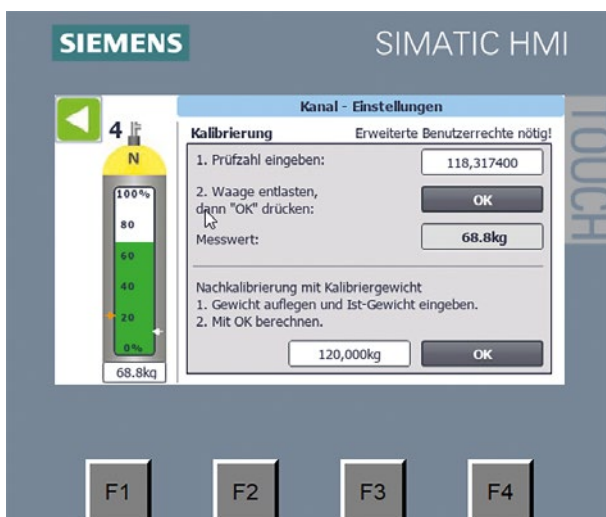 SIEMENS
SIMATIC HMI
TOUCH
Kanal - Einstellungen
4
N
100%
80
60
40
20
0%
68.8kg
Kalibrierung
Erweiterte Benutzerrechte nötig!
1. Prüfzahl eingeben:
118,317400
2. Waage entlasten,
dann "OK" drücken:
OK
Messwert:
68.8kg
Nachkalibrierung mit Kalibriergewicht
1. Gewicht auflegen und Ist-Gewicht eingeben.
2. Mit OK berechnen.
120,000kg
OK
F1
F2
F3
F4